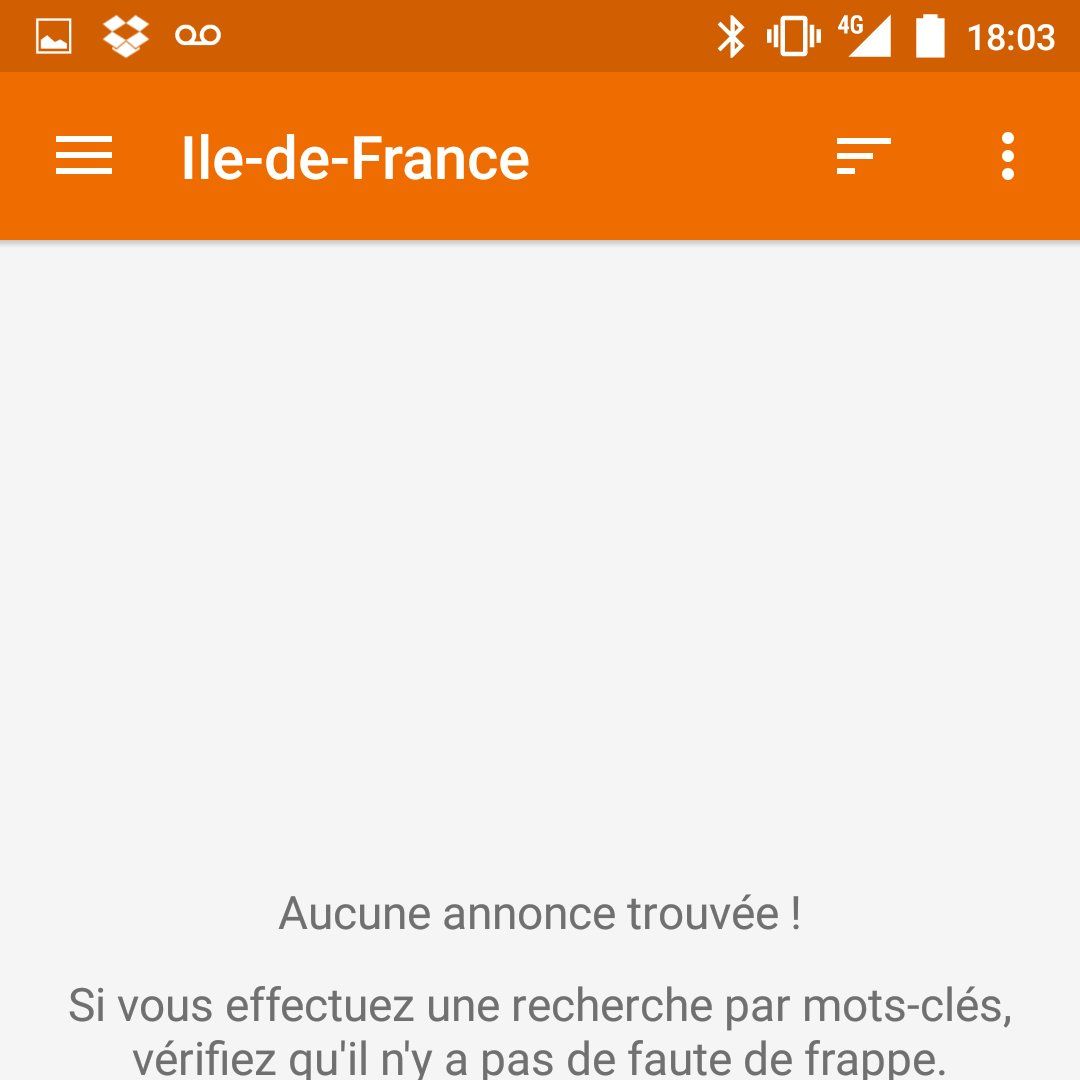 4G 18:03
Ile-de-France
Aucune annonce trouvée !
Si vous effectuez une recherche par mots-clés,
vérifiez qu'il n'y a pas de faute de frappe.